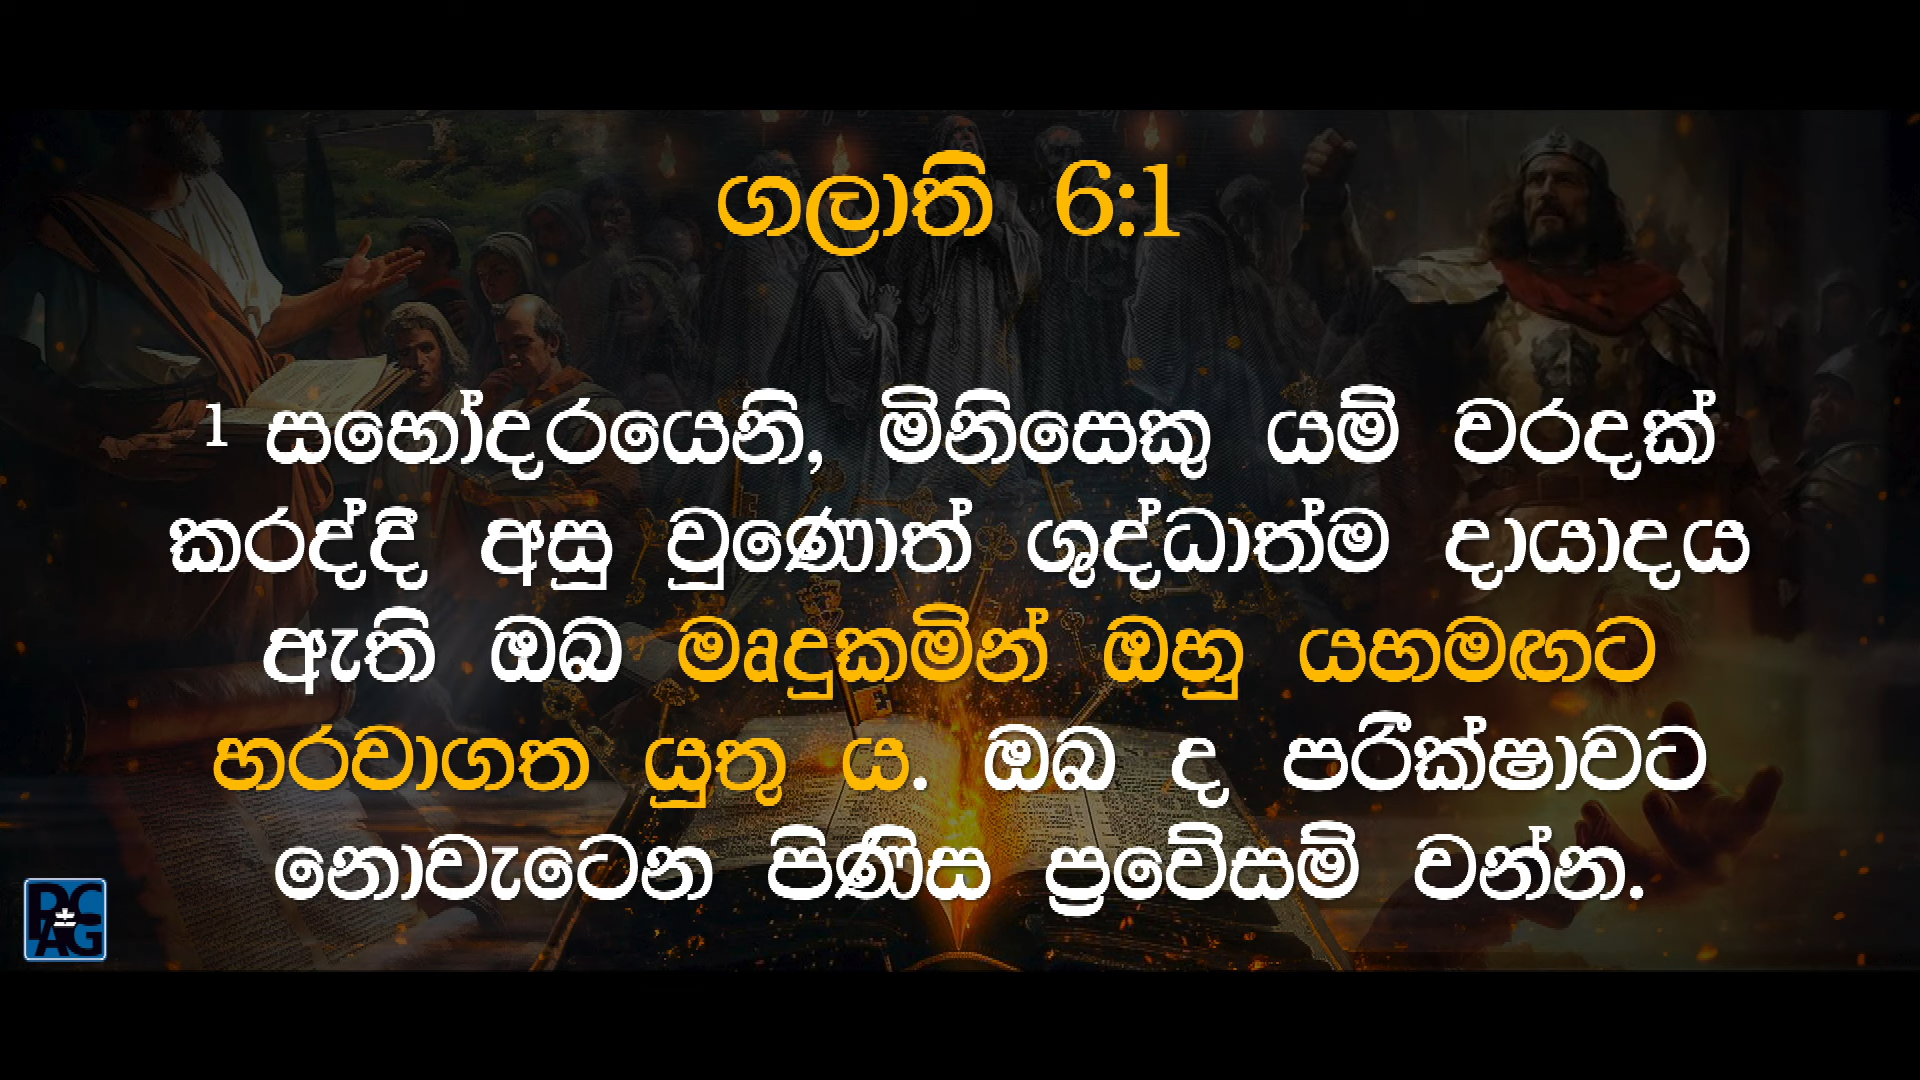 ගලාති 6:1
1 සහෝදරයෙනි, මිනිසෙකු යම් වරදක්
කරද්දී අසු වුණොත් ශුද්ධාත්ම දායාදය
ඇති ඔබ මෘදුකමින් ඔහු යහමඟට
හරවාගත යුතු ය. ඔබ ද පරීක්ෂාවට
නොවැටෙන පිණිස ප්‍රවේසම් වන්න.
PCAG